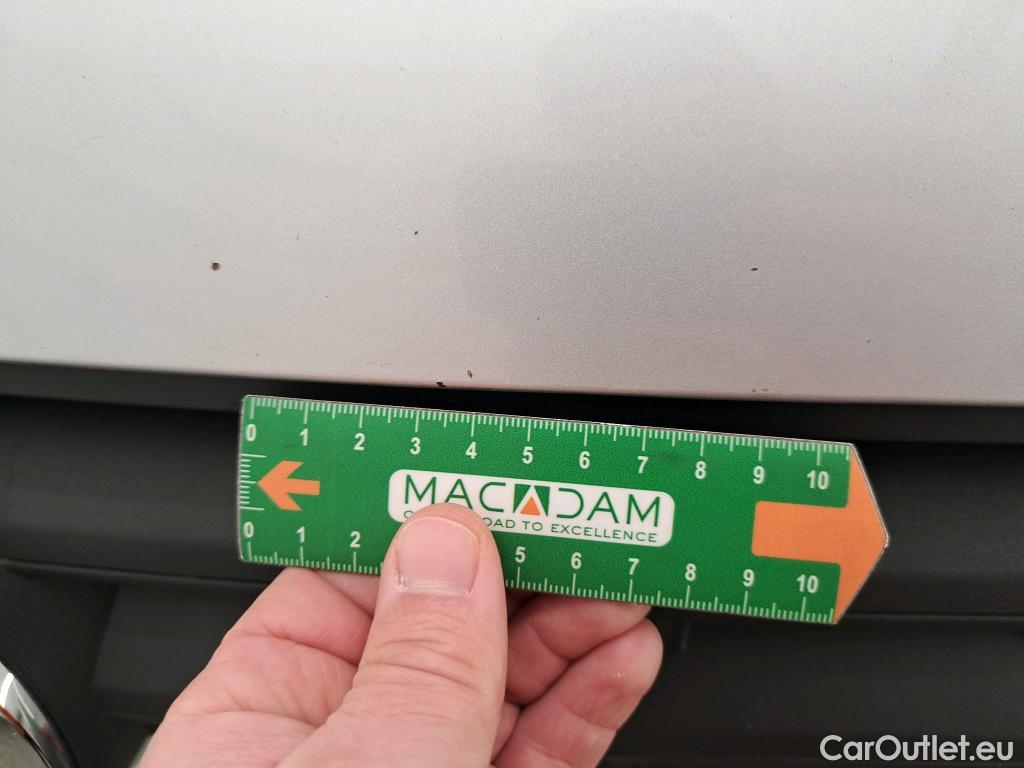 0 1 2 3 4 5 6 7 8 9 10
MACADAM
ROAD TO EXCELLENCE
0 1 2 5 6 7 8 9 10
CarOutlet.eu